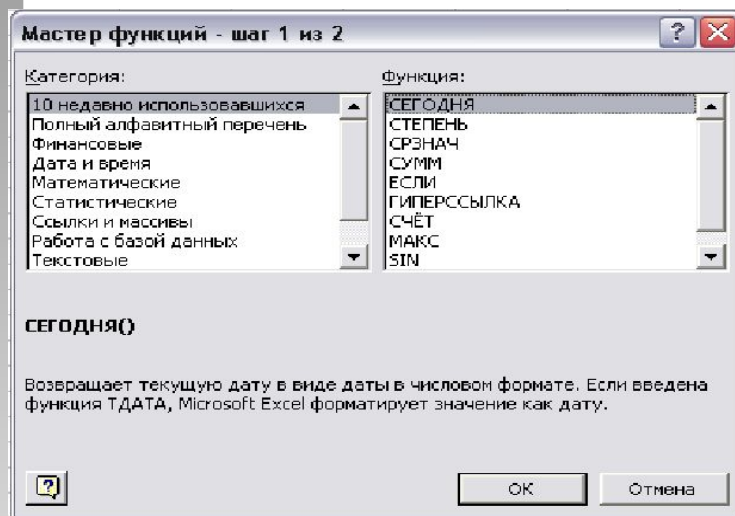 Мастер функций - шаг 1 из 2
Категория:
10 недавно использовавшихся
Полный алфавитный перечень
Финансовые
Дата и время
Математические
Статистические
Ссылки и массивы
Работа с базой данных
Текстовые
Функция:
СЕГОДНЯ
СТЕПЕНЬ
СРЗНАЧ
СУММ
ЕСЛИ
ГИПЕРССЫЛКА
СЧЁТ
МАКС
SIN
СЕГОДНЯ()
Возвращает текущую дату в виде даты в числовом формате. Если введена
функция ТДАТА, Microsoft Excel форматирует значение как дату.
ОК
Отмена